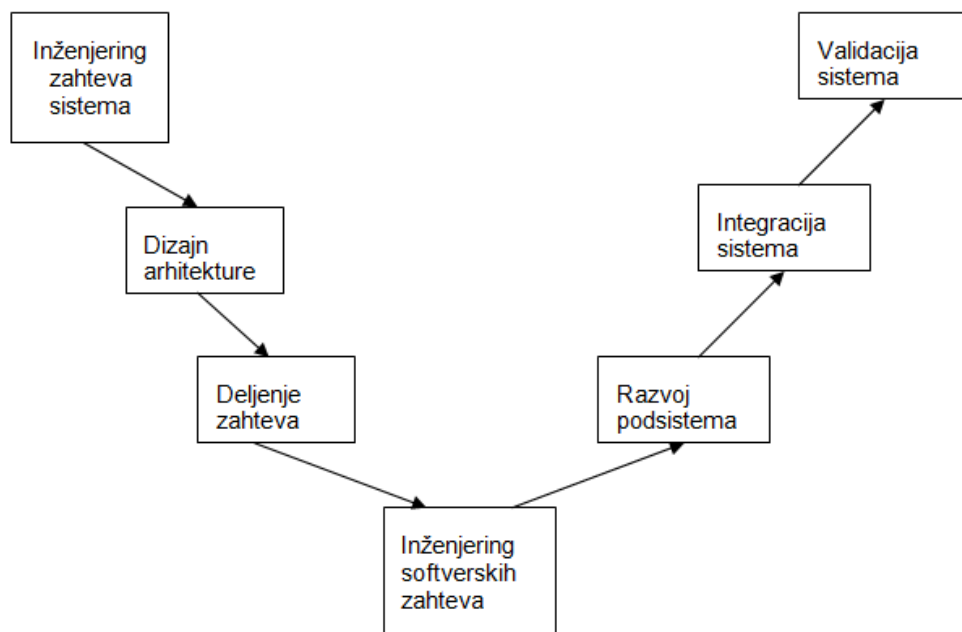 Inženjering
zahteva
sistema
Dizajn
arhitekture
Deljenje
zahteva
Inženjering
softverskih
zahteva
Razvoj
podsistema
Integracija
sistema
Validacija
sistema